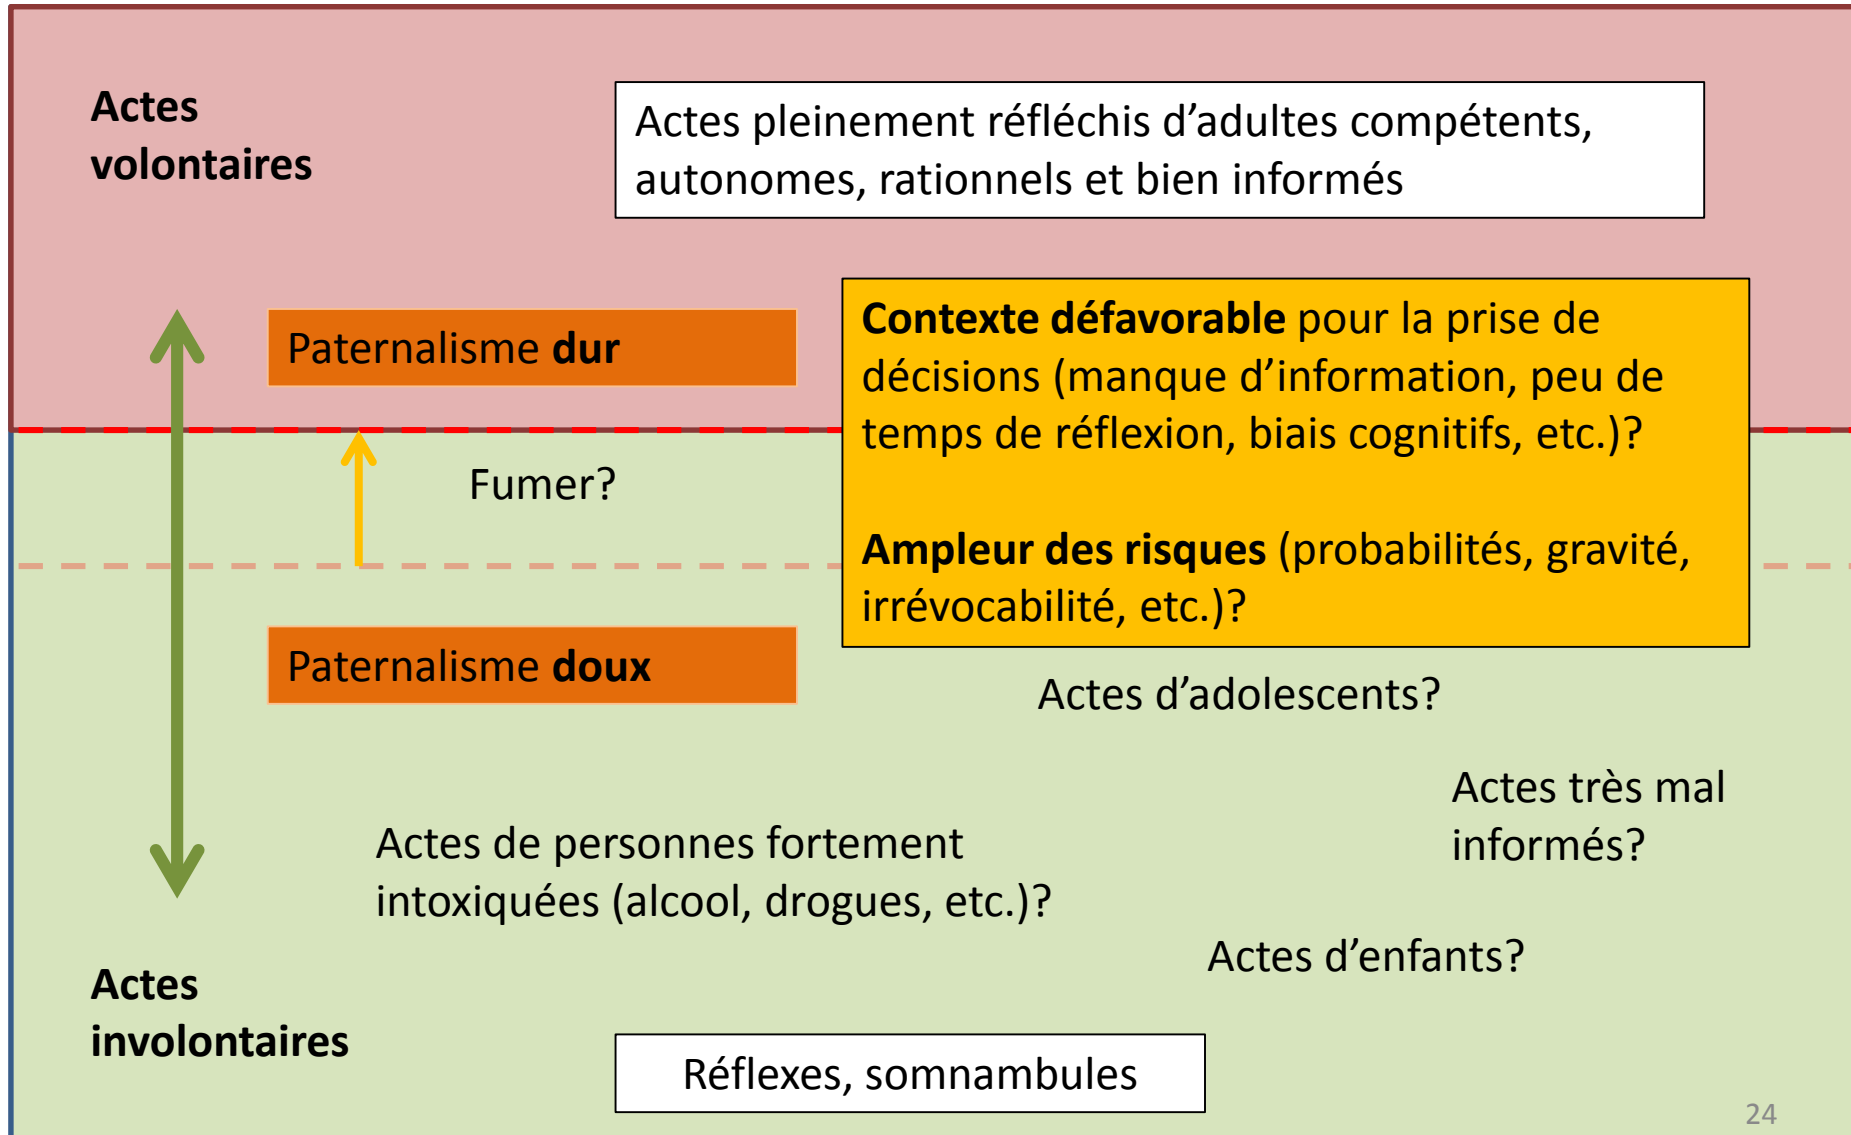 Actes
volontaires
Actes pleinement réfléchis d’adultes compétents,
autonomes, rationnels et bien informés
Paternalisme dur
Contexte défavorable pour la prise de
décisions (manque d’information, peu de
temps de réflexion, biais cognitifs, etc.)?
Fumer?
Ampleur des risques (probabilités, gravité,
irrévocabilité, etc.)?
Paternalisme doux
Actes d’adolescents?
Actes très mal
informés?
Actes de personnes fortement
intoxiquées (alcool, drogues, etc.)?
Actes d’enfants?
Actes
involontaires
Réflexes, somnambules
24